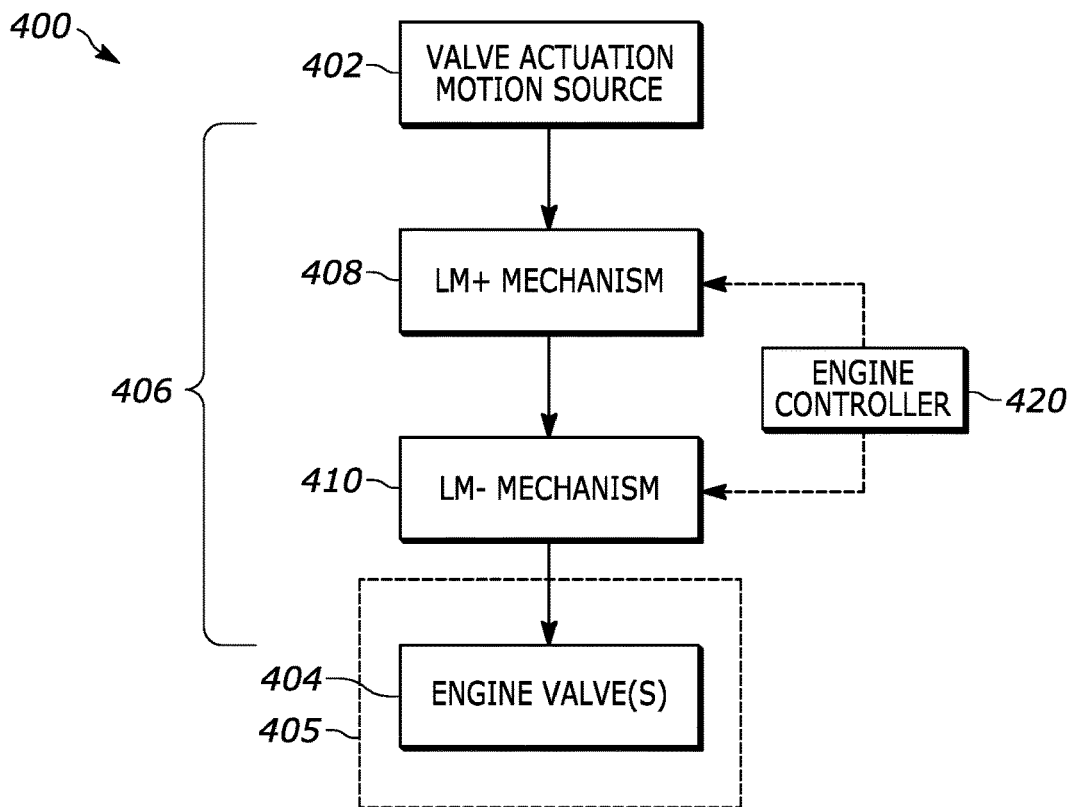 400
402
VALVE ACTUATION
MOTION SOURCE
408
LM+ MECHANISM
406
ENGINE
CONTROLLER
420
410
LM- MECHANISM
404
ENGINE VALVE(S)
405